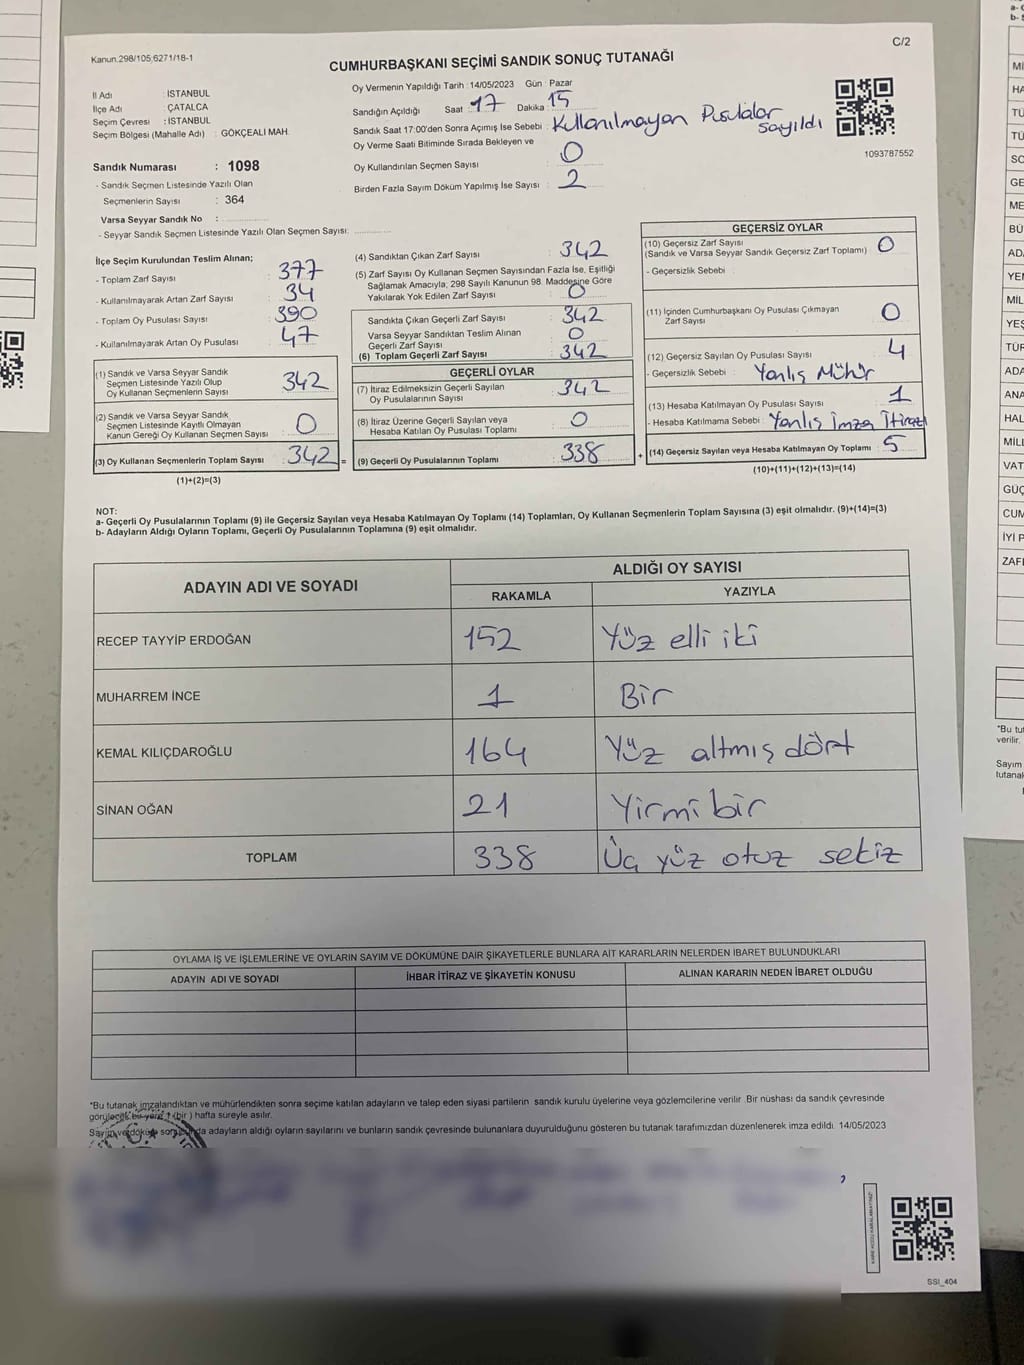 Kanun.298/105;6271/18-1
C/2
CUMHURBAŞKANI SEÇİMİ SANDIK SONUÇ TUTANAĞI
İl Adı : İSTANBUL
İlçe Adı : ÇATALCA
Seçim Çevresi : İSTANBUL
Seçim Bölgesi (Mahalle Adı) : GÖKÇEALİ MAH.
Oy Vermenin Yapıldığı Tarih : 14/05/2023 Gün : Pazar
Sandığın Açıldığı Saat : 17 Dakika : 15
Sandık Saat 17:00'den Sonra Açımış İse Sebebi : Kullanılmayan Pusulalar sayıldı
Oy Verme Saati Bitiminde Sırada Bekleyen ve
Oy Kullandırılan Seçmen Sayısı : 0
Birden Fazla Sayım Döküm Yapılmış İse Sayısı : 2
1093787552
Sandık Numarası : 1098
- Sandık Seçmen Listesinde Yazılı Olan
Seçmenlerin Sayısı : 364
Varsa Seyyar Sandık No :
- Seyyar Sandık Seçmen Listesinde Yazılı Olan Seçmen Sayısı:
İlçe Seçim Kurulundan Teslim Alınan;
- Toplam Zarf Sayısı : 377
- Kullanılmayarak Artan Zarf Sayısı : 34
- Toplam Oy Pusulası Sayısı : 390
- Kullanılmayarak Artan Oy Pusulası : 47
(1) Sandık ve Varsa Seyyar Sandık
Seçmen Listesinde Yazılı Olup
Oy Kullanan Seçmenlerin Sayısı : 342
(2) Sandık ve Varsa Seyyar Sandık
Seçmen Listesinde Kayıtlı Olmayan
Kanun Gereği Oy Kullanan Seçmen Sayısı : 0
(3) Oy Kullanan Seçmenlerin Toplam Sayısı : 342 =
(1)+(2)=(3)
(4) Sandıktan Çıkan Zarf Sayısı : 342
(5) Zarf Sayısı Oy Kullanan Seçmen Sayısından Fazla İse, Eşitliği
Sağlamak Amacıyla; 298 Sayılı Kanunun 98. Maddesine Göre
Yakılarak Yok Edilen Zarf Sayısı : 0
Sandıkta Çıkan Geçerli Zarf Sayısı : 342
Varsa Seyyar Sandıktan Teslim Alınan
Geçerli Zarf Sayısı : 0
(6) Toplam Geçerli Zarf Sayısı : 342
GEÇERLİ OYLAR
(7) İtiraz Edilmeksizin Geçerli Sayılan
Oy Pusulalarının Sayısı : 342
(8) İtiraz Üzerine Geçerli Sayılan veya
Hesaba Katılan Oy Pusulası Toplamı : 0
(9) Geçerli Oy Pusulalarının Toplamı : 338 +
GEÇERSİZ OYLAR
(10) Geçersiz Zarf Sayısı : 0
(Sandık ve Varsa Seyyar Sandık Geçersiz Zarf Toplamı)
- Geçersizlik Sebebi
(11) İçinden Cumhurbaşkanı Oy Pusulası Çıkmayan
Zarf Sayısı : 0
(12) Geçersiz Sayılan Oy Pusulası Sayısı : 4
- Geçersizlik Sebebi : Yanlış Mühür
(13) Hesaba Katılmayan Oy Pusulası Sayısı : 1
- Hesaba Katılmama Sebebi : Yanlış İmza İtirazı
(14) Geçersiz Sayılan veya Hesaba Katılmayan Oy Toplamı : 5
(10)+(11)+(12)+(13)=(14)
NOT:
a- Geçerli Oy Pusulalarının Toplamı (9) ile Geçersiz Sayılan veya Hesaba Katılmayan Oy Toplamı (14) Toplamları, Oy Kullanan Seçmenlerin Toplam Sayısına (3) eşit olmalıdır. (9)+(14)=(3)
b- Adayların Aldığı Oyların Toplamı, Geçerli Oy Pusulalarının Toplamına (9) eşit olmalıdır.
ADAYIN ADI VE SOYADI
ALDIĞI OY SAYISI
RAKAMLA YAZIYLA
RECEP TAYYİP ERDOĞAN 152 Yüz elli iki
MUHARREM İNCE 1 Bir
KEMAL KILIÇDAROĞLU 164 Yüz altmış dört
SİNAN OĞAN 21 Yirmi bir
TOPLAM 338 Üç yüz otuz sekiz
OYLAMA İŞ VE İŞLEMLERİNE VE OYLARIN SAYIM VE DÖKÜMÜNE DAİR ŞİKAYETLERLE BUNLARA AİT KARARLARIN NELERDEN İBARET BULUNDUKLARI
ADAYIN ADI VE SOYADI İHBAR İTİRAZ VE ŞİKAYETİN KONUSU ALINAN KARARIN NEDEN İBARET OLDUĞU
*Bu tutanak imzalandıktan ve mühürlendikten sonra seçime katılan adayların ve talep eden siyasi partilerin sandık kurulu üyelerine veya gözlemcilerine verilir. Bir nüshası da sandık çevresinde
görülecek bir yere 1 (bir) hafta süreyle asılır.
Sayım ve döküm sonunda adayların aldığı oyların sayılarını ve bunların sandık çevresinde bulunanlara duyurulduğunu gösteren bu tutanak tarafımızdan düzenlenerek imza edildi. 14/05/2023
SSI_404